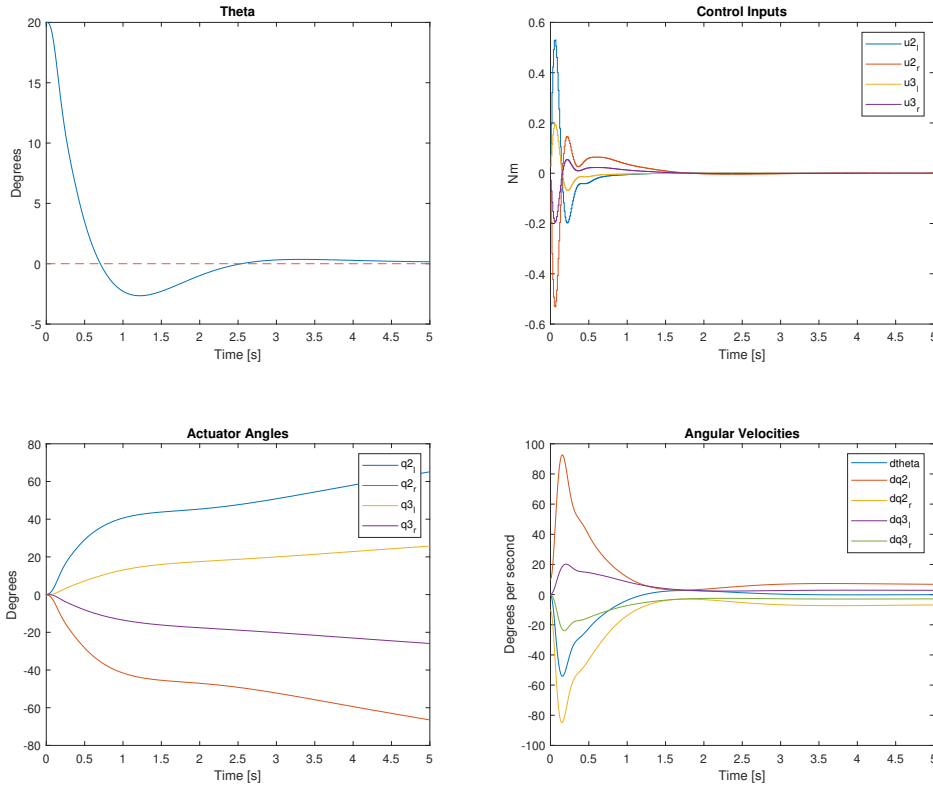 Theta
20
15
10
5
0
-5
Degrees
0 0.5 1 1.5 2 2.5 3 3.5 4 4.5 5
Time [s]
Control Inputs
0.6
0.4
0.2
0
-0.2
-0.4
-0.6
Nm
u2l
u2r
u3l
u3r
0 0.5 1 1.5 2 2.5 3 3.5 4 4.5 5
Time [s]
Actuator Angles
80
60
40
20
0
-20
-40
-60
-80
Degrees
q2l
q2r
q3l
q3r
0 0.5 1 1.5 2 2.5 3 3.5 4 4.5 5
Time [s]
Angular Velocities
100
80
60
40
20
0
-20
-40
-60
-80
-100
Degrees per second
dtheta
dq2l
dq2r
dq3l
dq3r
0 0.5 1 1.5 2 2.5 3 3.5 4 4.5 5
Time [s]